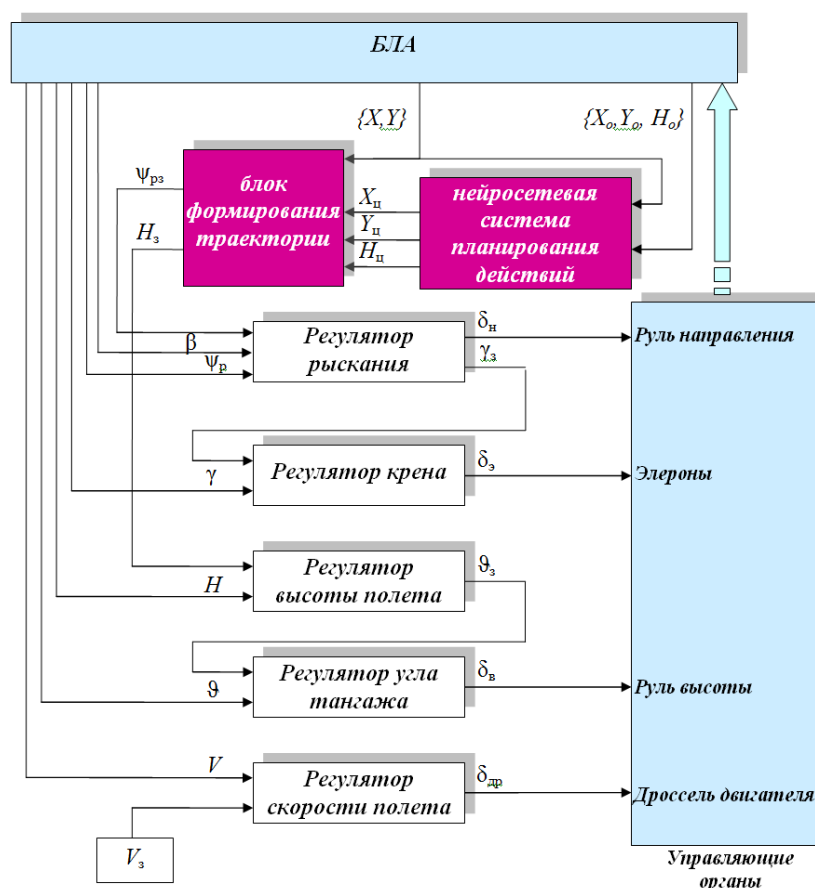 БЛА
{X,Y}
{Xₒ,Yₒ, Hₒ}
ψрз
блок
формирования
траектории
Xц
Yц
Hц
нейросетевая
система
планирования
действий
Hз
β
ψр
Регулятор
рыскания
δн
γз
Руль направления
γ
Регулятор крена
δэ
Элероны
H
Регулятор
высоты полета
ϑз
ϑ
Регулятор угла
тангажа
δв
Руль высоты
V
Регулятор
скорости полета
δдр
Дроссель двигателя
Vз
Управляющие
органы